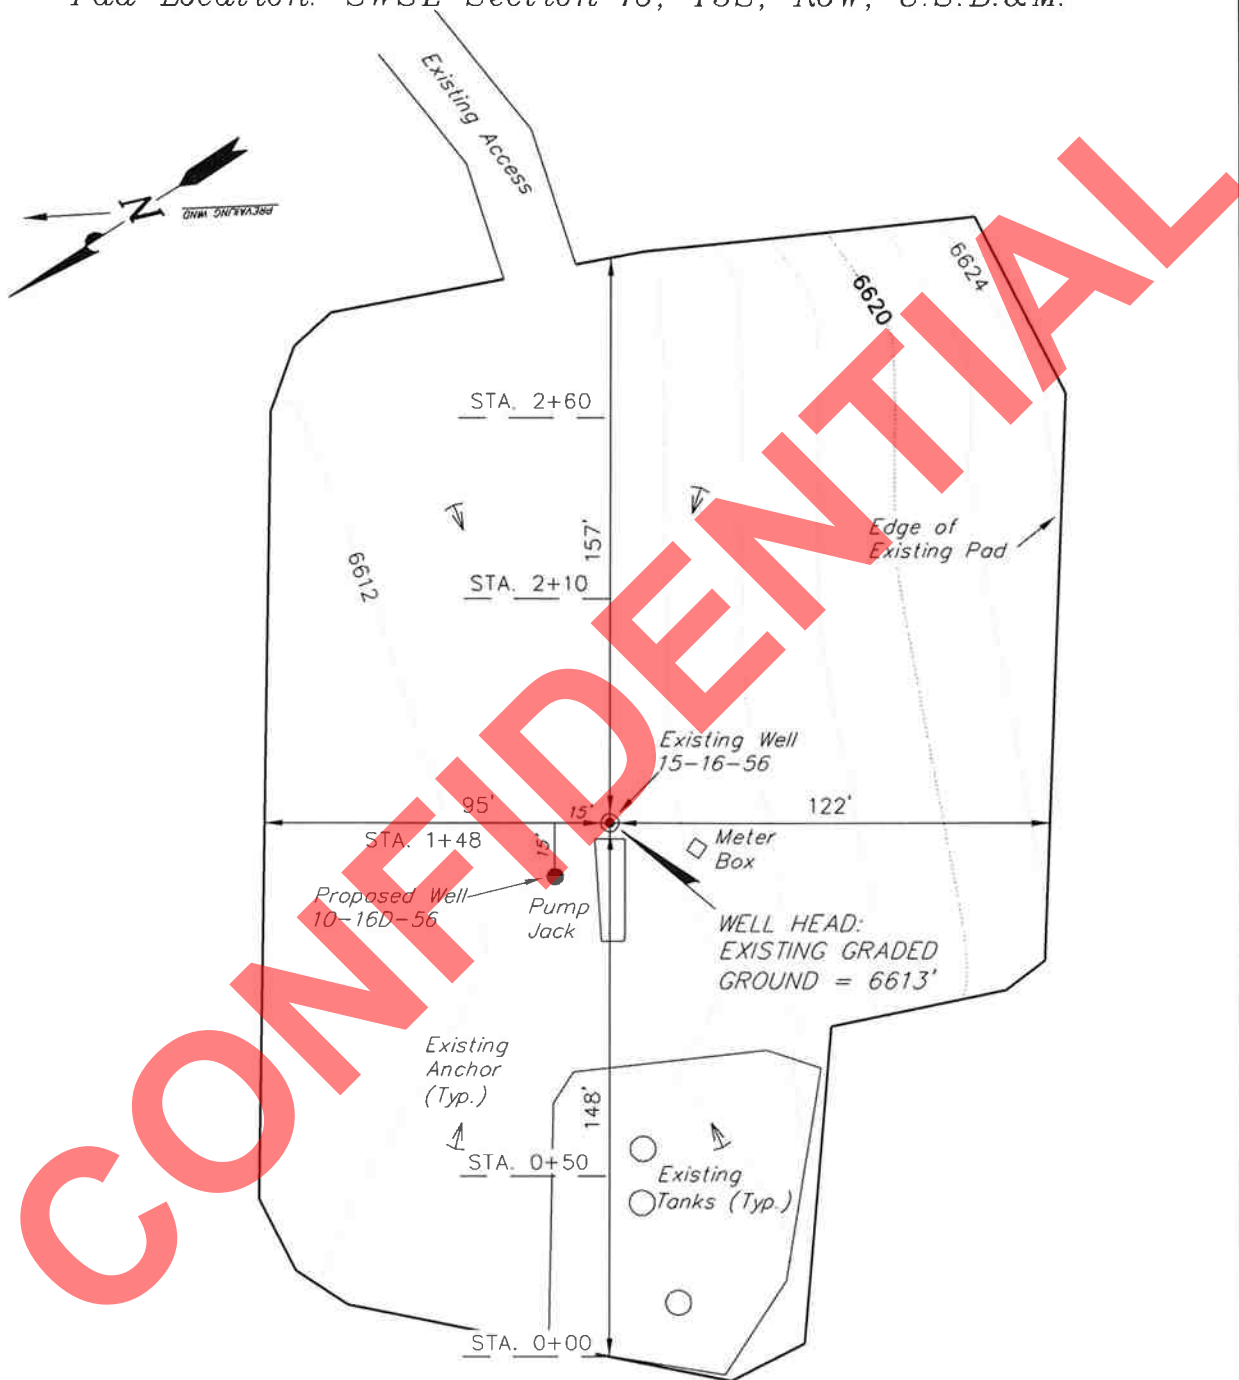 Existing Access
N
PREVAILING WIND
6624
6620
STA. 2+60
157'
Edge of
Existing Pad
6612
STA. 2+10
Existing Well
15-16-56
95'
15'
122'
STA. 1+48
15'
Meter
Box
Proposed Well
10-16D-56
Pump
Jack
WELL HEAD:
EXISTING GRADED
GROUND = 6613'
Existing
Anchor
(Typ.)
148'
STA. 0+50
Existing
Tanks (Typ.)
STA. 0+00
CONFIDENTIAL